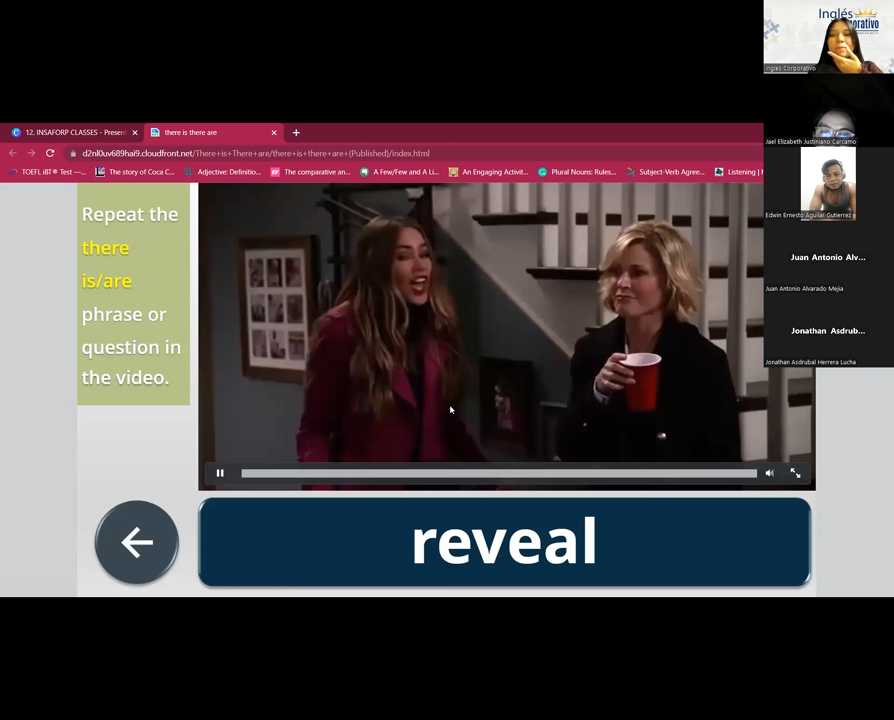 Inglés
Corporativo
Inglés Corporativo
12. INSAFORP CLASSES - Present
there is there are
d2nl0uv689hai9.cloudfront.net/There+is+There+are/there+is+there+are+(Published)/index.html
TOEFL iBT® Test —...
The story of Coca C...
Adjective: Definitio...
The comparative an...
A Few/Few and A Li...
An Engaging Activit...
Plural Nouns: Rules...
Subject-Verb Agree...
Listening |
Jael Elizabeth Justiniano Carcamo
Edwin Ernesto Aguilar Gutierrez
Juan Antonio Alv...
Juan Antonio Alvarado Mejia
Jonathan Asdrub...
Jonathan Asdrubal Herrera Lucha
Repeat the
there
is/are
phrase or
question in
the video.
reveal